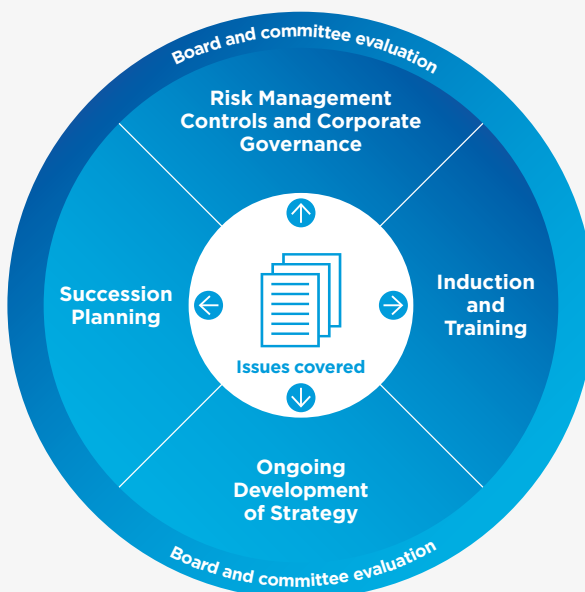 Board and committee evaluation
Risk Management
Controls and Corporate
Governance
Succession
Planning
Induction
and
Training
Issues covered
Ongoing
Development
of Strategy
Board and committee evaluation